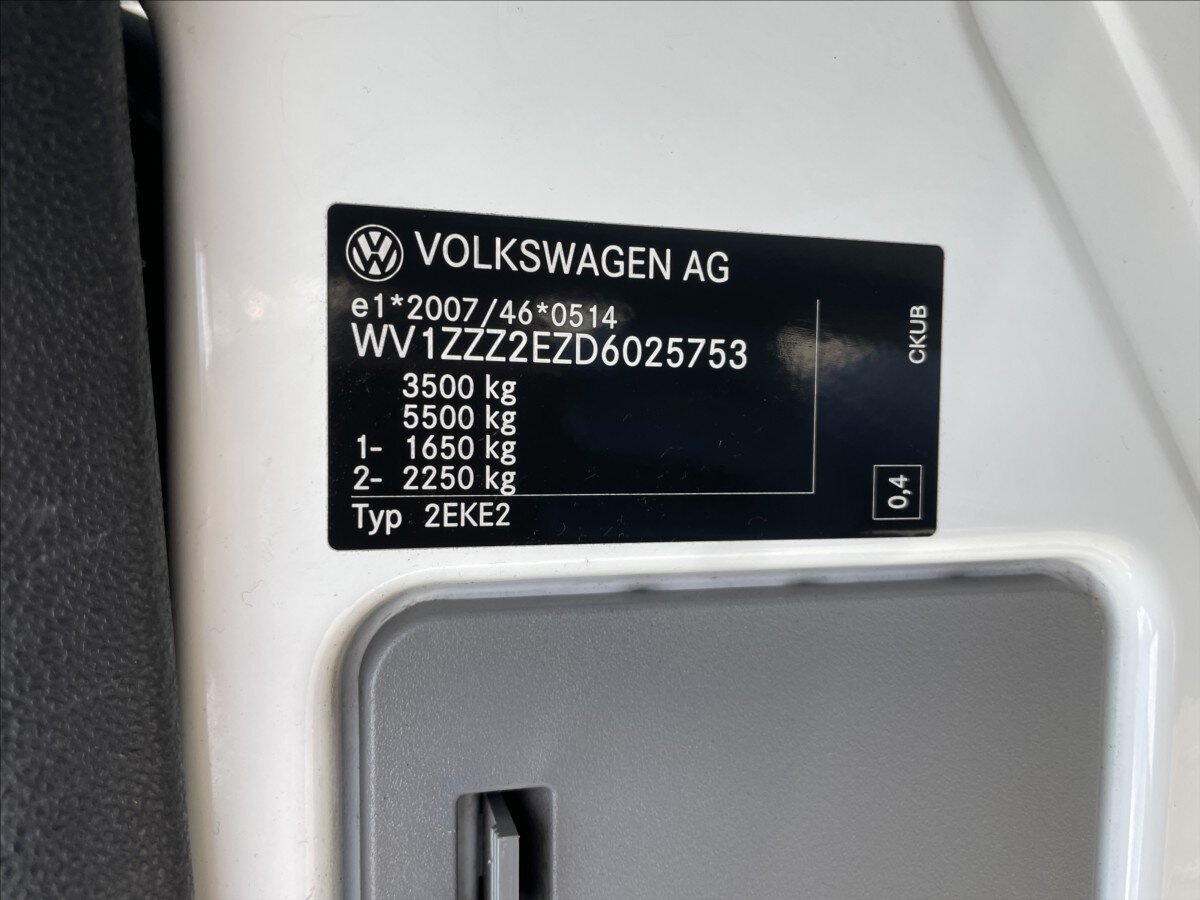 VOLKSWAGEN AG
e1*2007/46*0514
WV1ZZZ2EZD6025753
3500 kg
5500 kg
1- 1650 kg
2- 2250 kg
Typ 2EKE2
CKUB
0,4